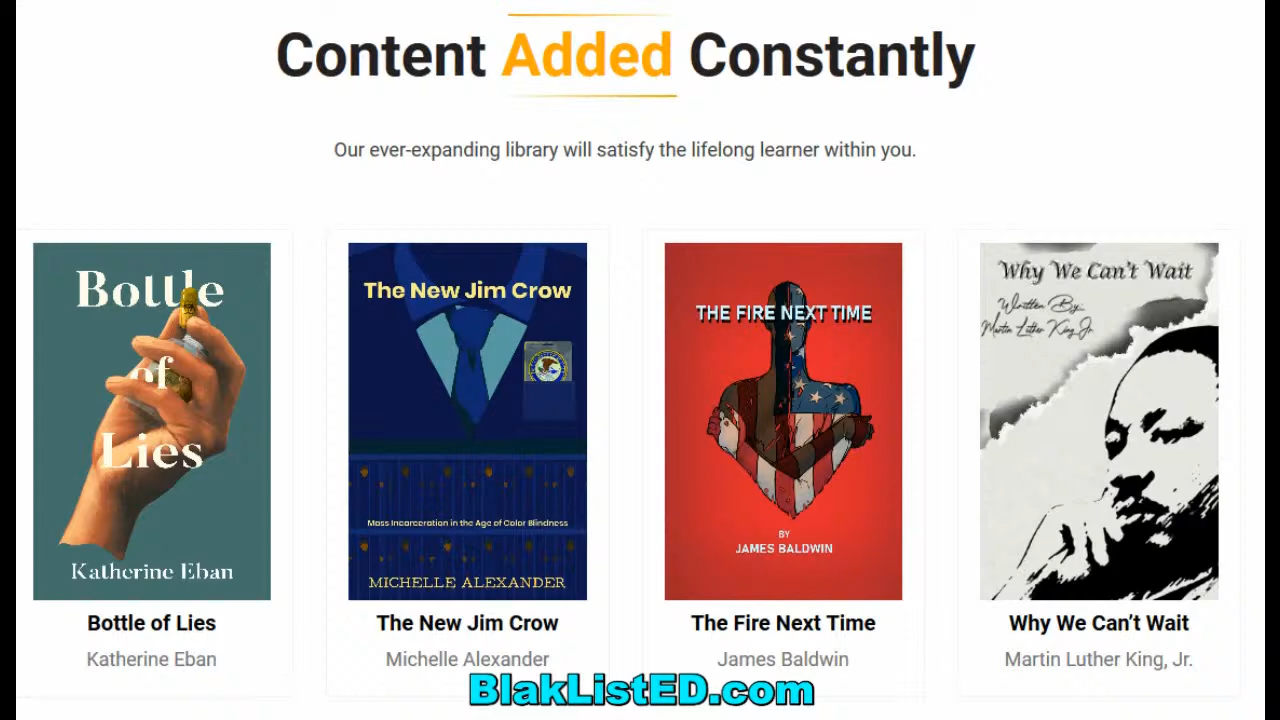 Content Added Constantly
Our ever-expanding library will satisfy the lifelong learner within you.
Bottle
of
Lies
Katherine Eban
The New Jim Crow
Mass Incarceration in the Age of Color Blindness
MICHELLE ALEXANDER
THE FIRE NEXT TIME
BY
JAMES BALDWIN
Why We Can't Wait
Written By:
Martin Luther King Jr
Bottle of Lies
Katherine Eban
The New Jim Crow
Michelle Alexander
The Fire Next Time
James Baldwin
Why We Can’t Wait
Martin Luther King, Jr.
BlakListED.com